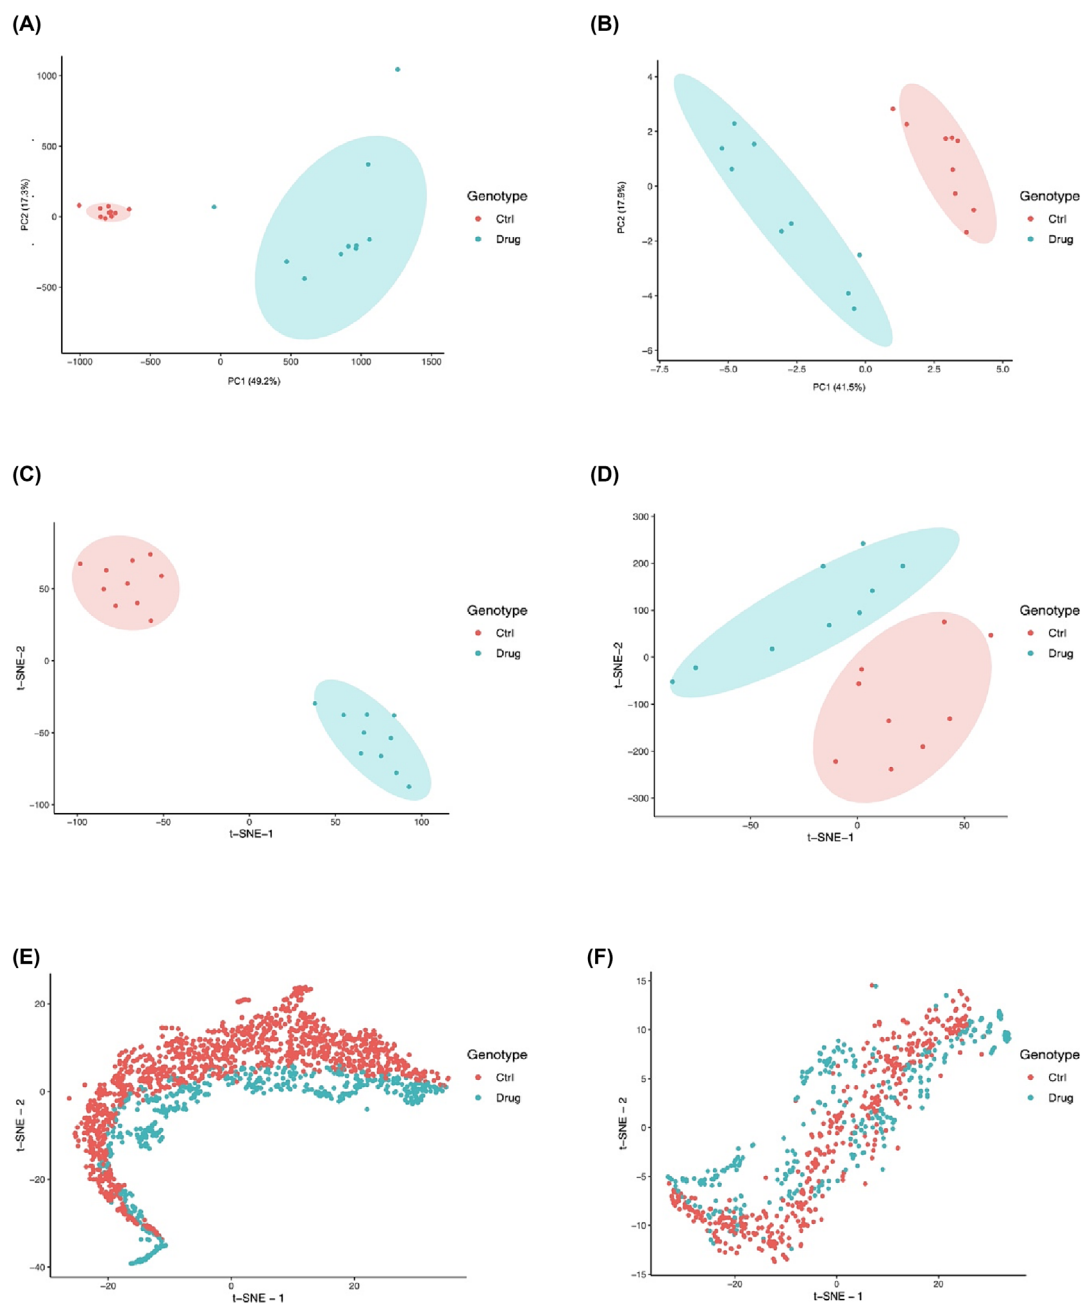 (A)
1000
500
0
−500
PC2 (17.3%)
−1000
−500
0
500
1000
1500
PC1 (49.2%)
Genotype
Ctrl
Drug
(B)
4
2
0
−2
−4
−6
PC2 (17.9%)
−7.5
−5.0
−2.5
0.0
2.5
5.0
PC1 (41.5%)
Genotype
Ctrl
Drug
(C)
50
0
−50
−100
t−SNE−2
−100
−50
0
50
100
t−SNE−1
Genotype
Ctrl
Drug
(D)
300
200
100
0
−100
−200
−300
t−SNE−2
−50
0
50
t−SNE−1
Genotype
Ctrl
Drug
(E)
20
0
−20
−40
t−SNE − 2
−20
0
20
t−SNE − 1
Genotype
Ctrl
Drug
(F)
15
10
5
0
−5
−10
−15
t−SNE − 2
−20
0
20
t−SNE − 1
Genotype
Ctrl
Drug